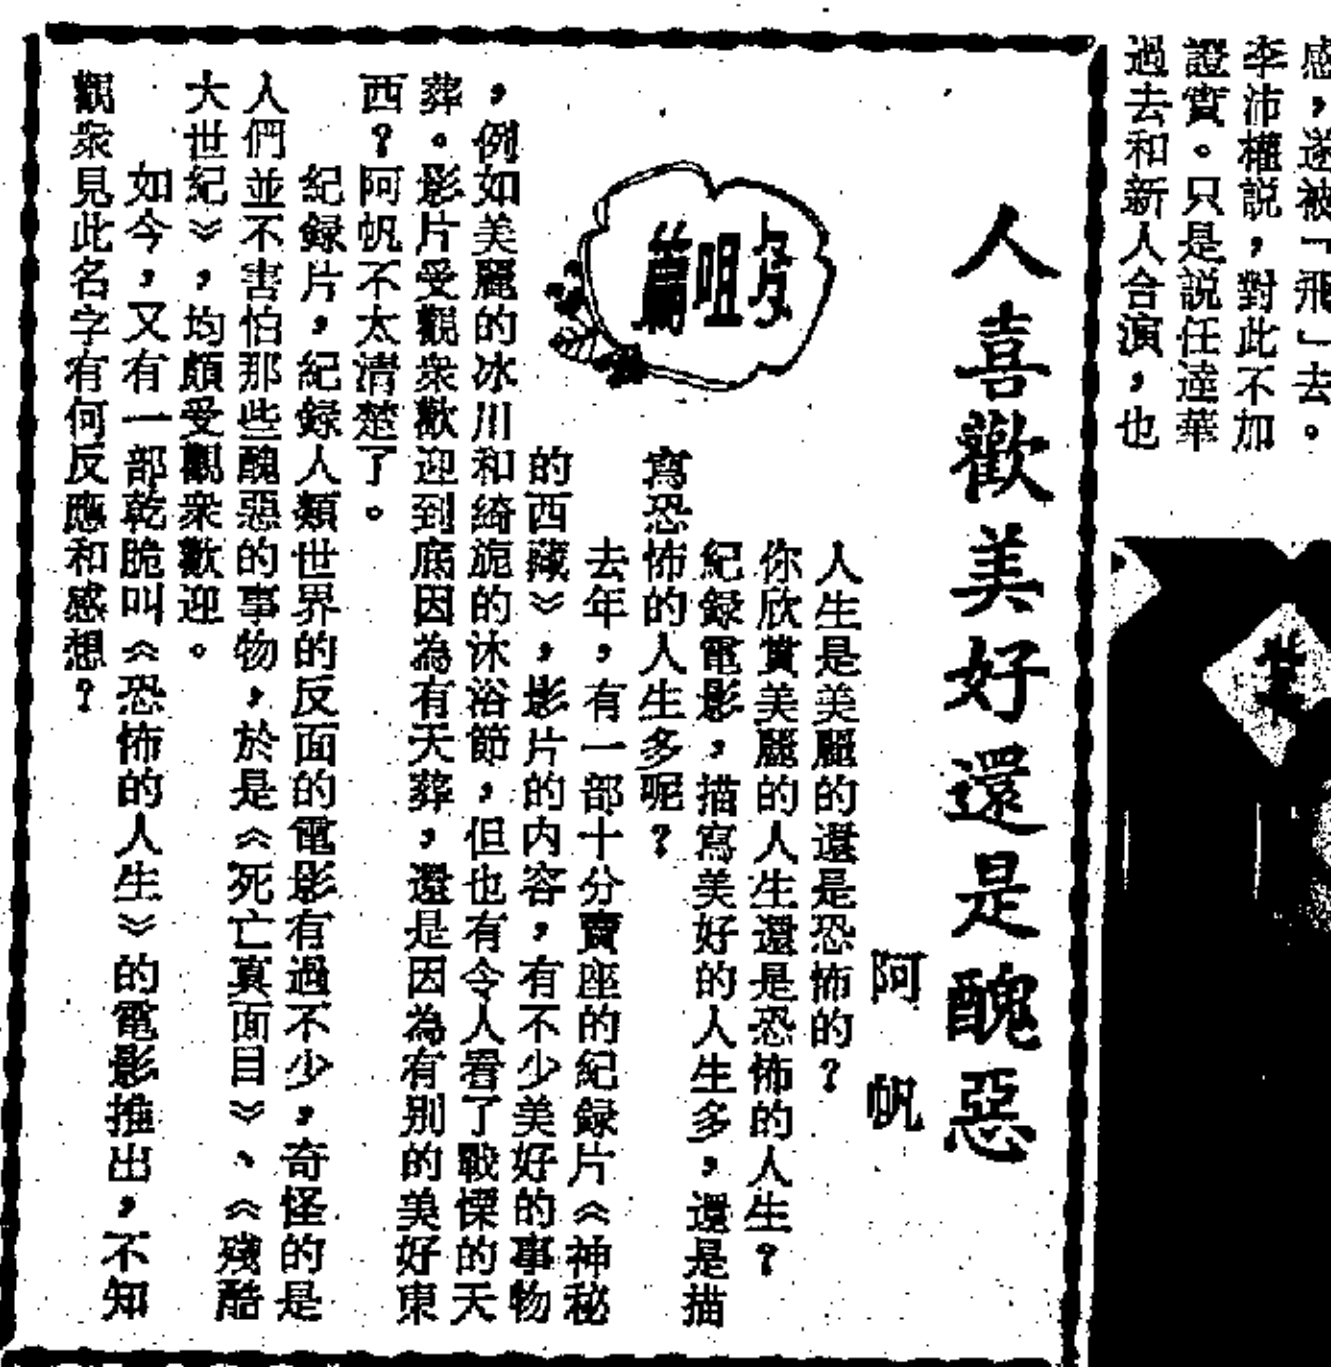 感，遂被「飛」去。
李沛權説，對此不加
證實。只是説任達華
過去和新人合演，也
人喜歡美好還是醜惡
阿帆
咀篇
人生是美麗的還是恐怖的？
你欣賞美麗的人生還是恐怖的人生？
紀録電影，描寫美好的人生多，還是描
寫恐怖的人生多呢？
去年，有一部十分賣座的紀録片《神秘
的西藏》，影片的内容，有不少美好的事物
，例如美麗的冰川和綺旎的沐浴節，但也有令人看了戰慄的天
葬。影片受觀衆歡迎到底因為有天葬，還是因為有别的美好東
西？阿帆不太清楚了。
紀録片，紀録人類世界的反面的電影有過不少，奇怪的是
人們並不害怕那些醜惡的事物，於是《死亡真面目》、《殘酷
大世紀》，均頗受觀衆歡迎。
如今，又有一部乾脆叫《恐怖的人生》的電影推出，不知
觀衆見此名字有何反應和感想？